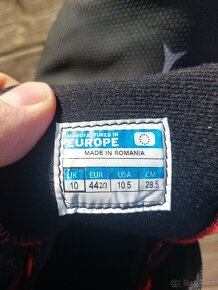 MANUFACTURED IN
EUROPE
MADE IN ROMANIA
UK EUR USA CM
10 44 2/3 10.5 28.5